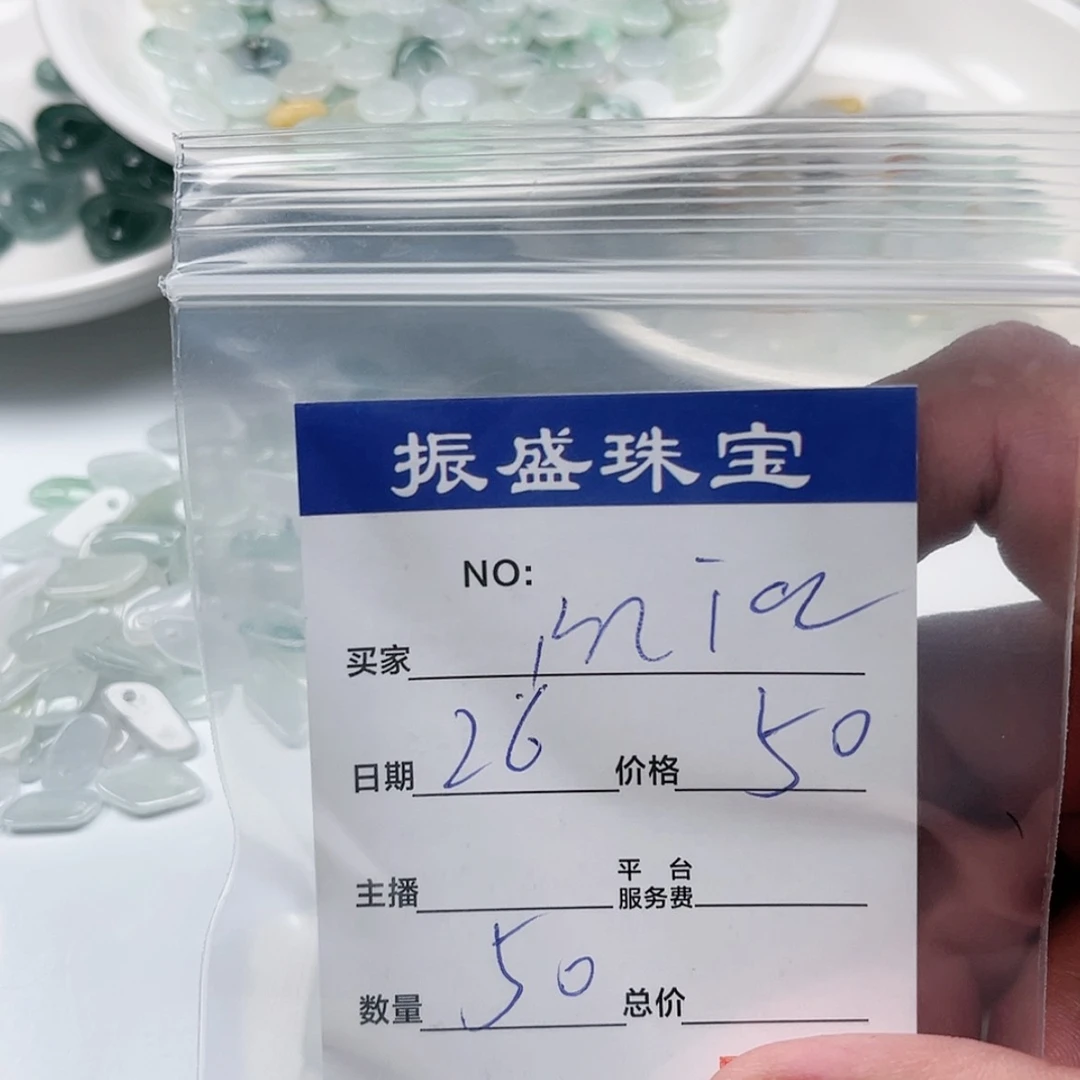 振盛珠宝
NO:
买家 mia
日期 26 价格 50
主播 平台服务费
数量 50 总价